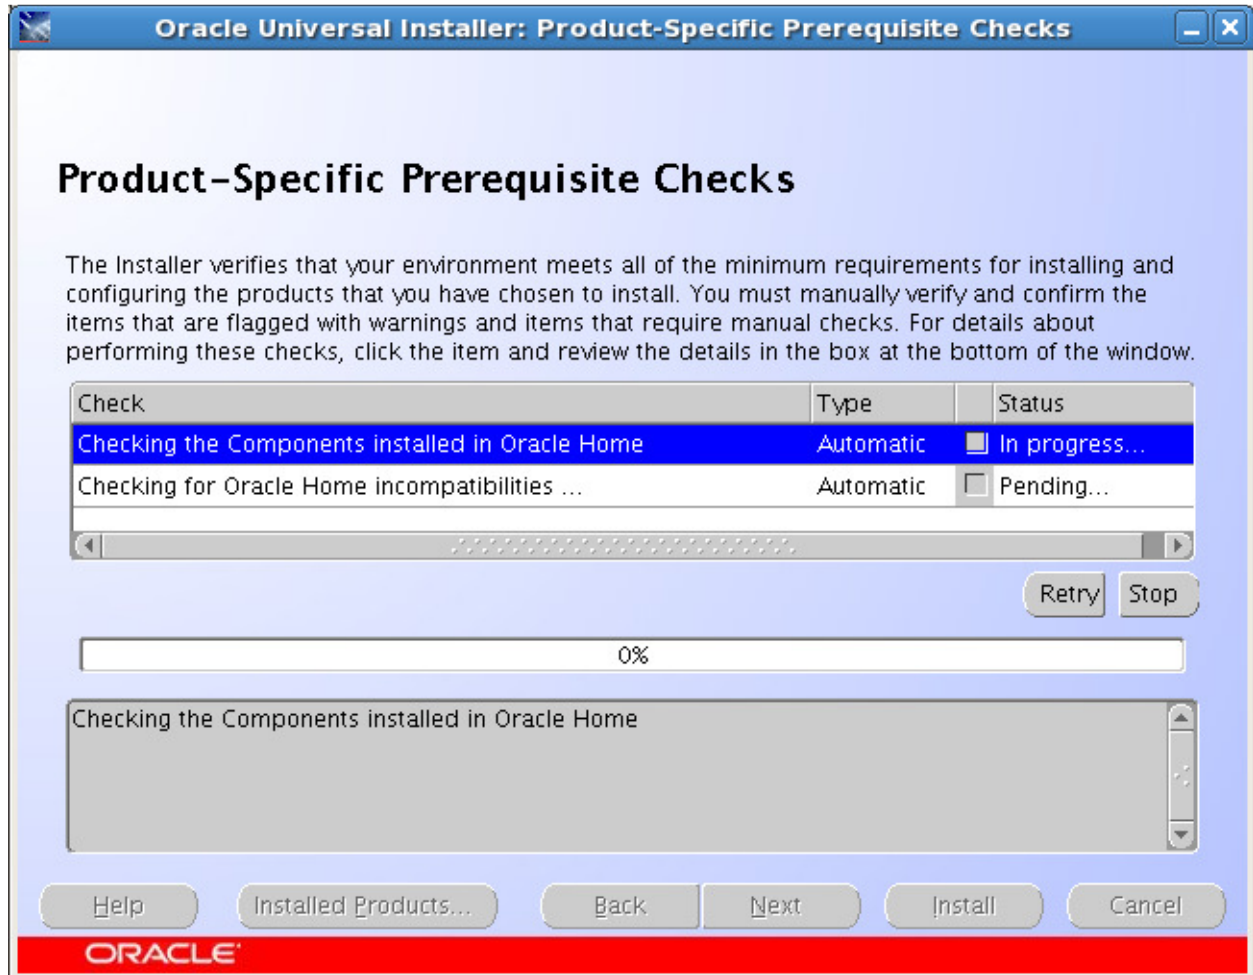 Oracle Universal Installer: Product-Specific Prerequisite Checks
Product-Specific Prerequisite Checks
The Installer verifies that your environment meets all of the minimum requirements for installing and
configuring the products that you have chosen to install. You must manually verify and confirm the
items that are flagged with warnings and items that require manual checks. For details about
performing these checks, click the item and review the details in the box at the bottom of the window.
Check Type Status
Checking the Components installed in Oracle Home Automatic In progress...
Checking for Oracle Home incompatibilities ... Automatic Pending...
Retry Stop
0%
Checking the Components installed in Oracle Home
Help Installed Products... Back Next Install Cancel
ORACLE